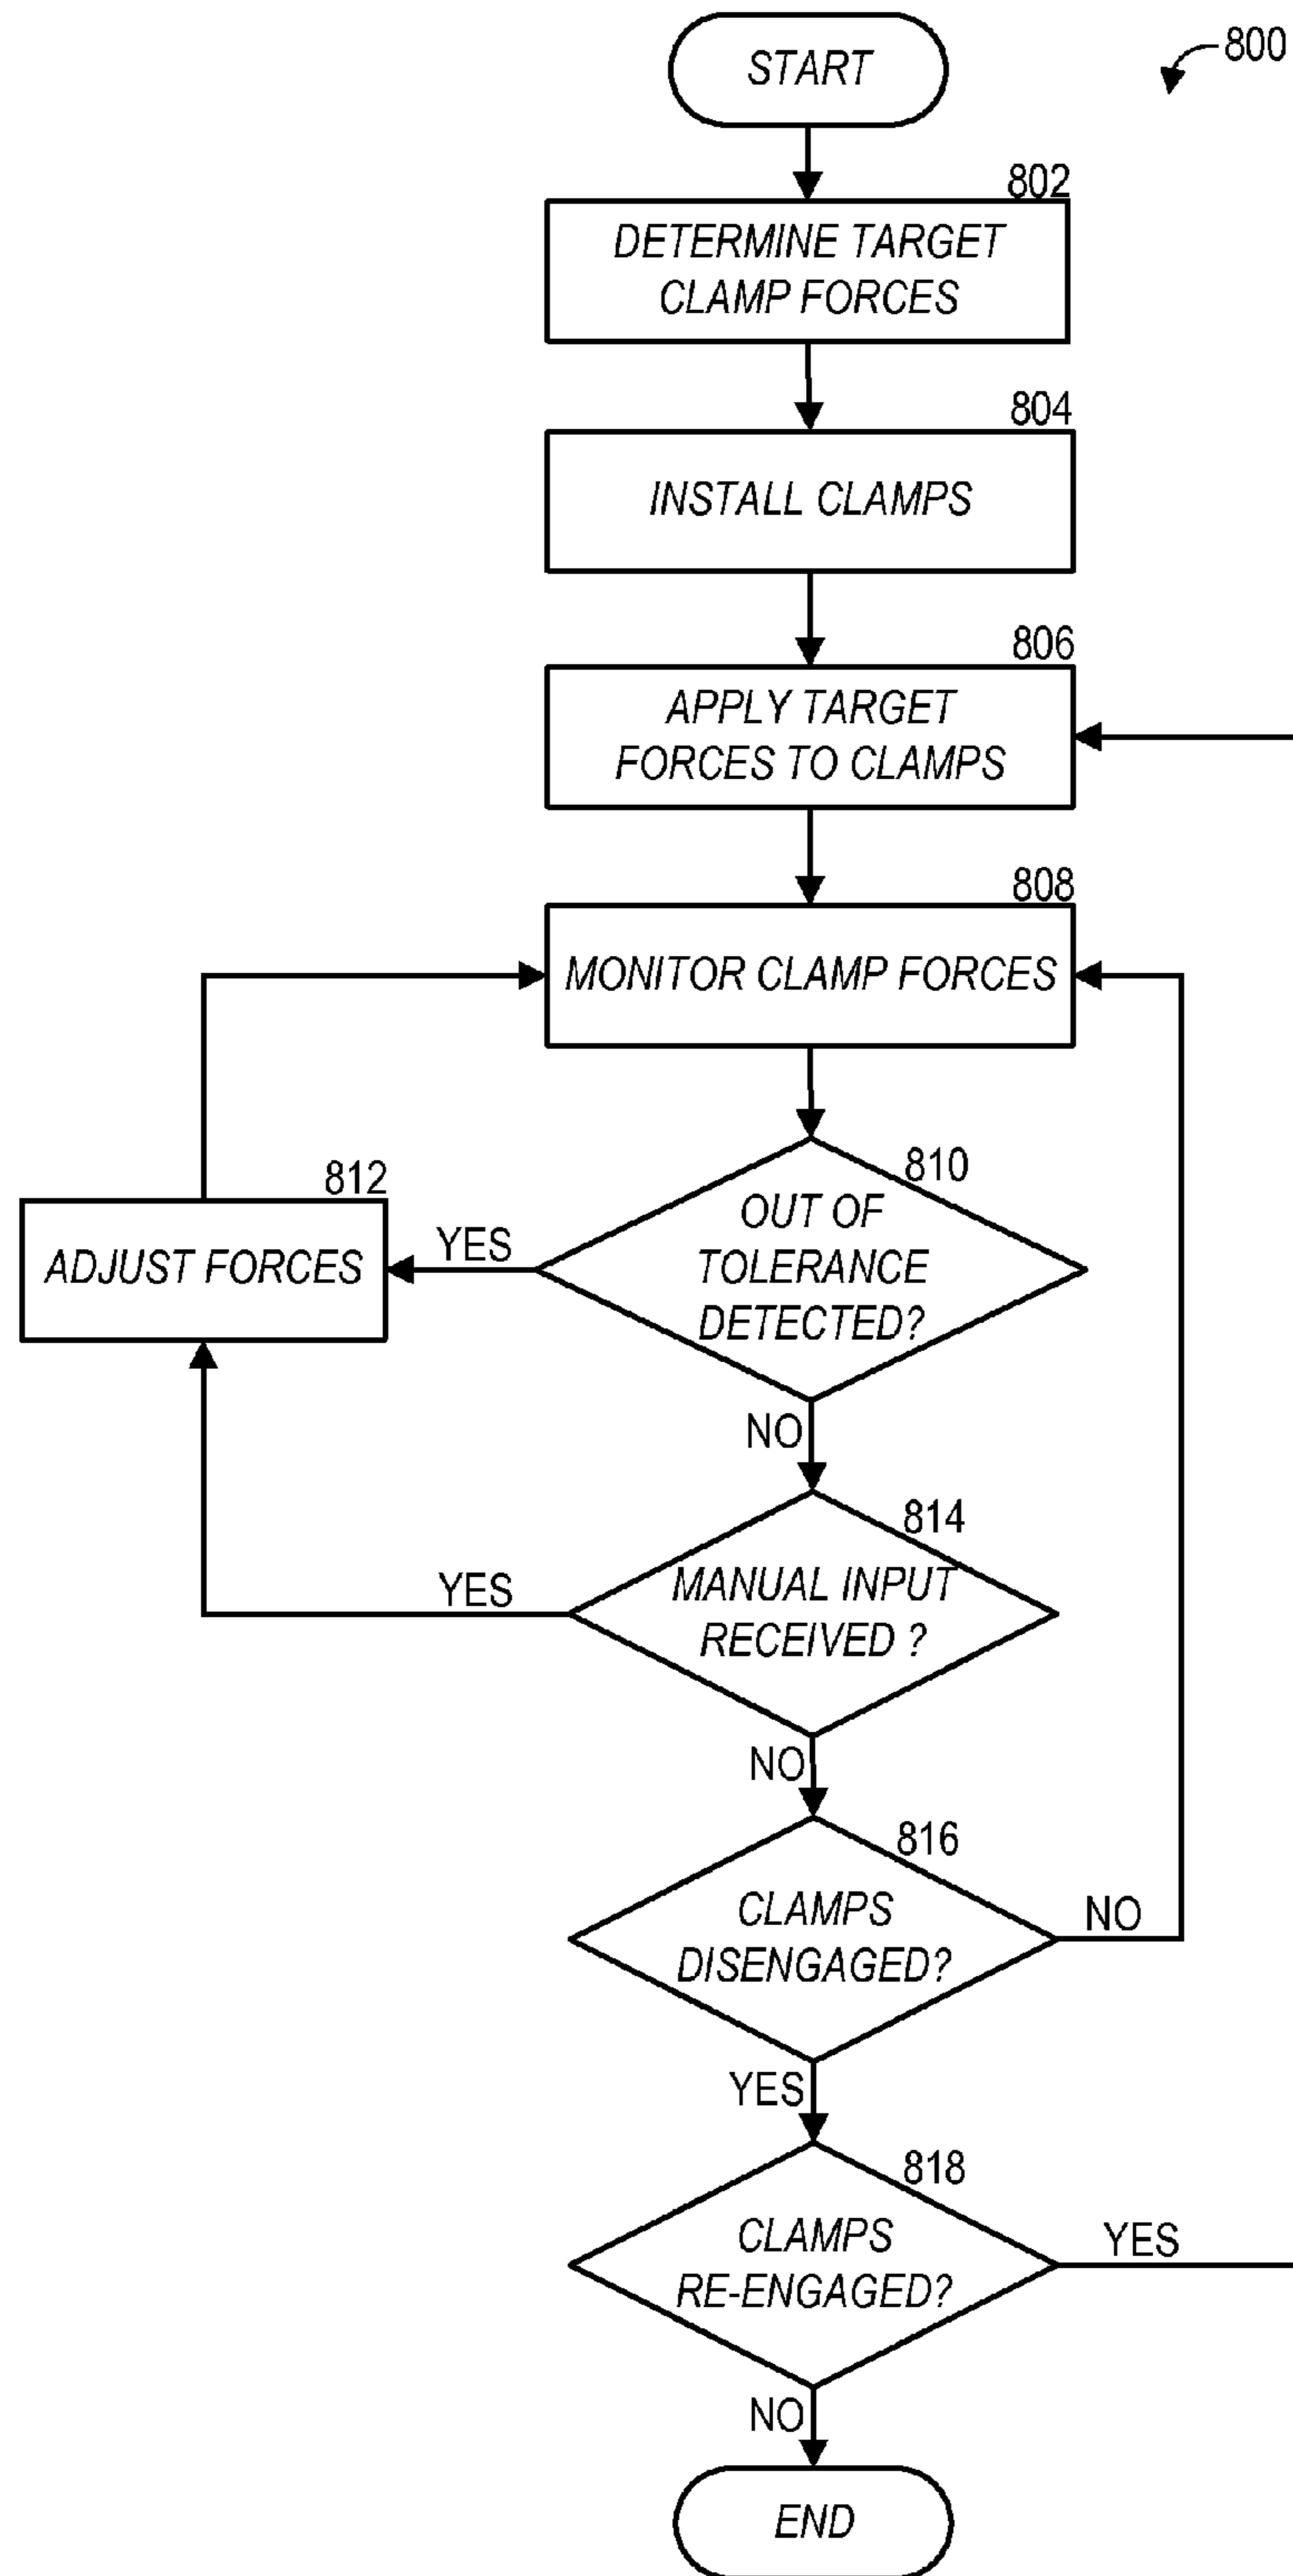 START
800
802
DETERMINE TARGET
CLAMP FORCES
804
INSTALL CLAMPS
806
APPLY TARGET
FORCES TO CLAMPS
808
MONITOR CLAMP FORCES
810
OUT OF
TOLERANCE
DETECTED?
YES
812
ADJUST FORCES
NO
814
MANUAL INPUT
RECEIVED ?
YES
NO
816
CLAMPS
DISENGAGED?
NO
YES
818
CLAMPS
RE-ENGAGED?
YES
NO
END